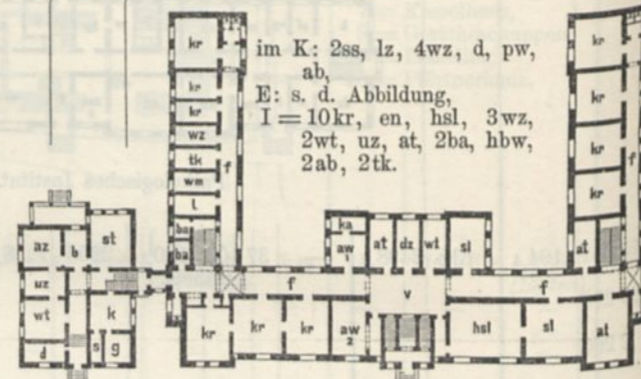 im K: 2ss, lz, 4wz, d, pw,
ab,
E: s. d. Abbildung,
I = 10kr, en, hsl, 3wz,
2wt, uz, at, 2ba, hbw,
2ab, 2tk.
kr
kr
kr
wz
tk
wa
l
ba
ba
f
kr
kr
kr
kr
at
f
az
b
st
uz
wt
k
d
s
g
ka
aw
1
at
dz
wt
sl
f
v
f
kr
kr
kr
aw
2
hsl
sl
at